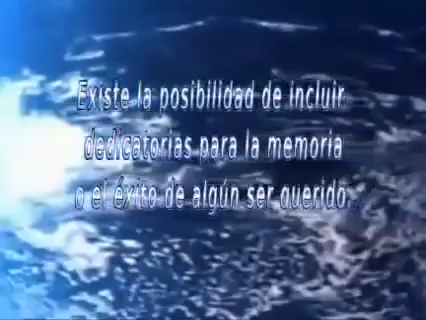 Existe la posibilidad de incluir
dedicatorias para la memoria
o el éxito de algún ser querido.